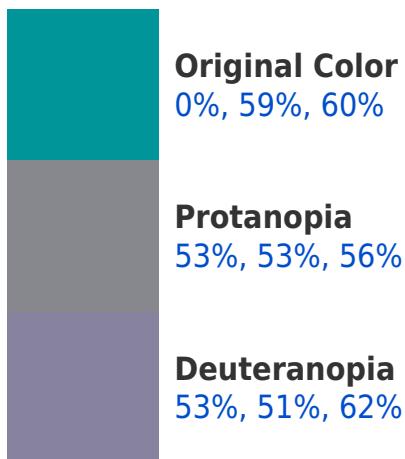 Original Color
0%, 59%, 60%
Protanopia
53%, 53%, 56%
Deuteranopia
53%, 51%, 62%